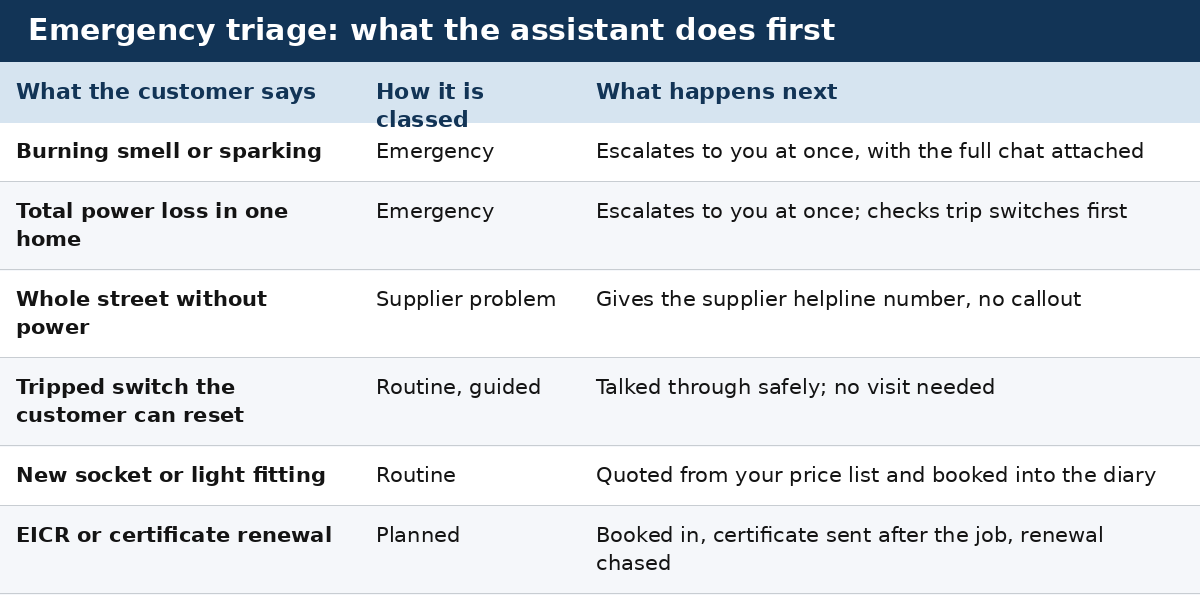 Emergency triage: what the assistant does first
What the customer says
How it is
classed
What happens next
Burning smell or sparking
Emergency
Escalates to you at once, with the full chat attached
Total power loss in one
home
Emergency
Escalates to you at once; checks trip switches first
Whole street without
power
Supplier problem
Gives the supplier helpline number, no callout
Tripped switch the
customer can reset
Routine, guided
Talked through safely; no visit needed
New socket or light fitting
Routine
Quoted from your price list and booked into the diary
EICR or certificate renewal
Planned
Booked in, certificate sent after the job, renewal
chased